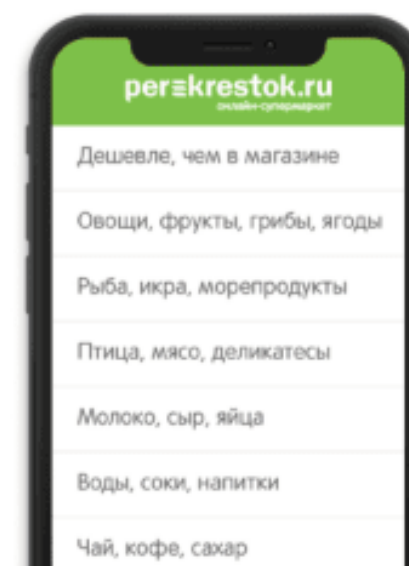 perekrestok.ru
онлайн-супермаркет
Дешевле, чем в магазине
Овощи, фрукты, грибы, ягоды
Рыба, икра, морепродукты
Птица, мясо, деликатесы
Молоко, сыр, яйца
Воды, соки, напитки
Чай, кофе, сахар